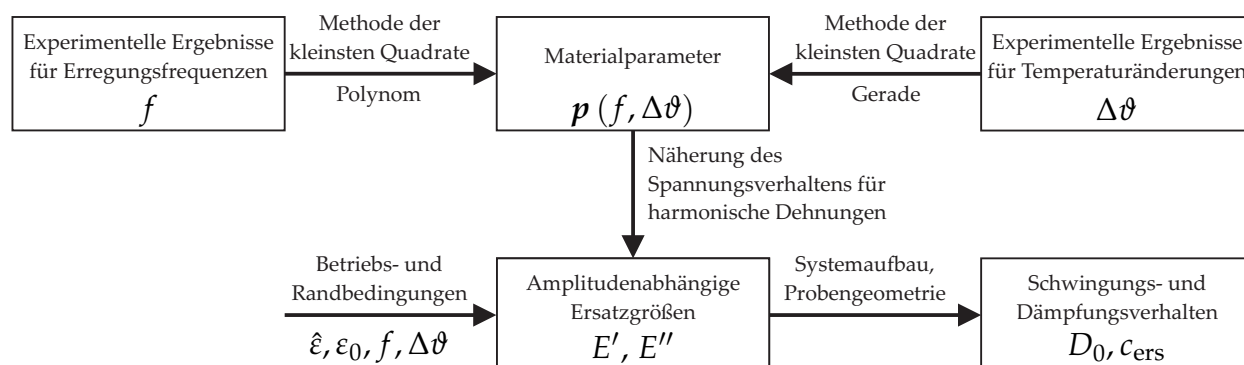 Experimentelle Ergebnisse
für Erregungsfrequenzen
f
Methode der
kleinsten Quadrate
Polynom
Materialparameter
p (f, Δϑ)
Methode der
kleinsten Quadrate
Gerade
Experimentelle Ergebnisse
für Temperaturänderungen
Δϑ
Näherung des
Spannungsverhaltens für
harmonische Dehnungen
Betriebs- und
Randbedingungen
ε̂, ε₀, f, Δϑ
Amplitudenabhängige
Ersatzgrößen
E′, E″
Systemaufbau,
Probengeometrie
Schwingungs- und
Dämpfungsverhalten
D₀, c_ers